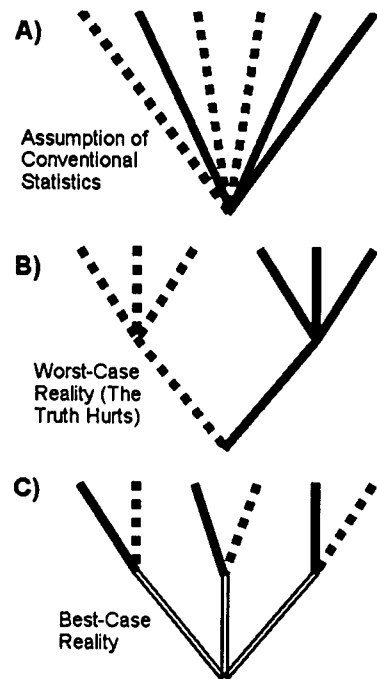 A)
Assumption of
Conventional
Statistics
B)
Worst-Case
Reality (The
Truth Hurts)
C)
Best-Case
Reality